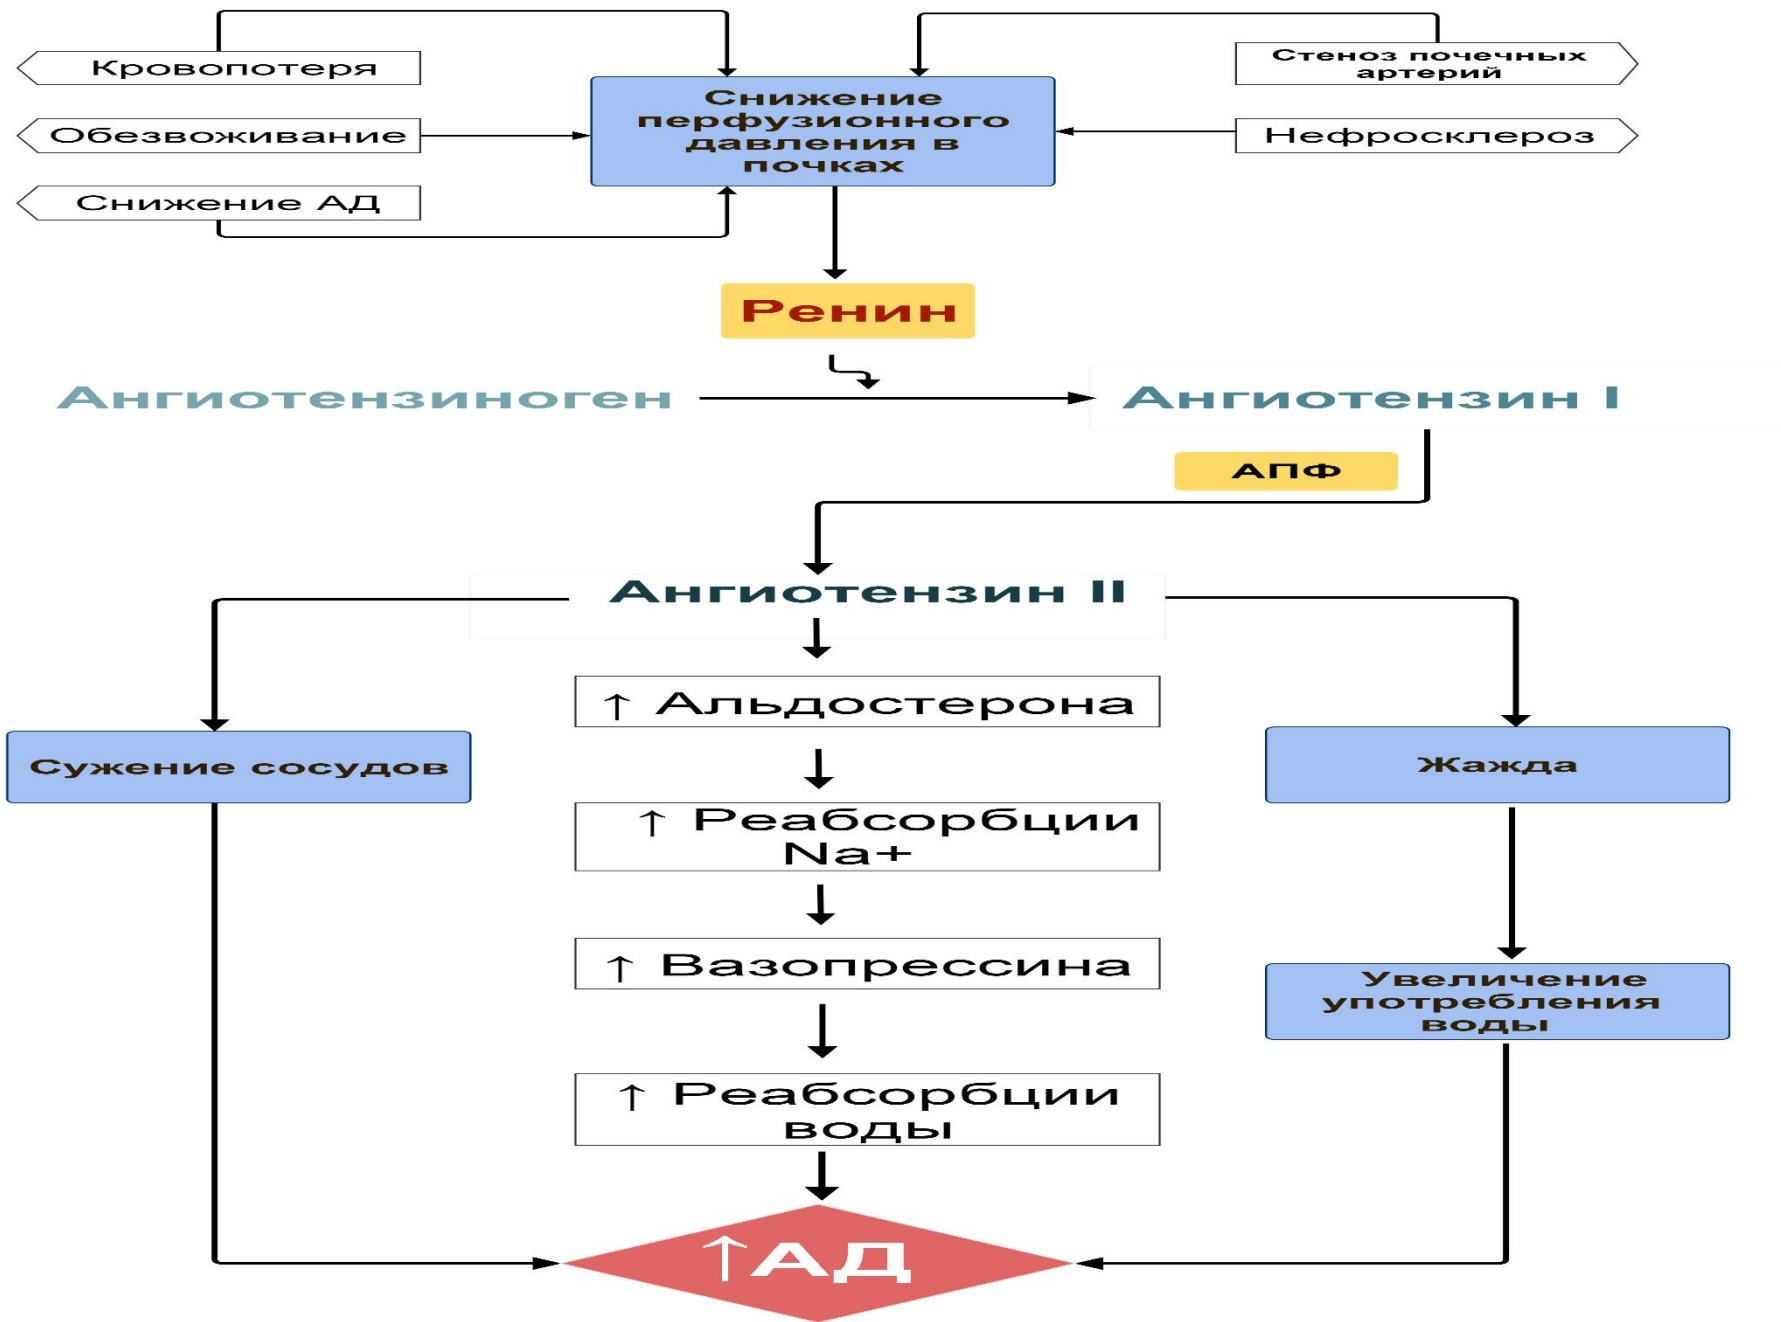 Кровопотеря
Обезвоживание
Снижение АД
Снижение
перфузионного
давления в
почках
Стеноз почечных
артерий
Нефросклероз
Ренин
Ангиотензиноген
Ангиотензин I
АПФ
Ангиотензин II
↑ Альдостерона
↑ Реабсорбции
Na+
↑ Вазопрессина
↑ Реабсорбции
воды
Сужение сосудов
Жажда
Увеличение
употребления
воды
↑АД